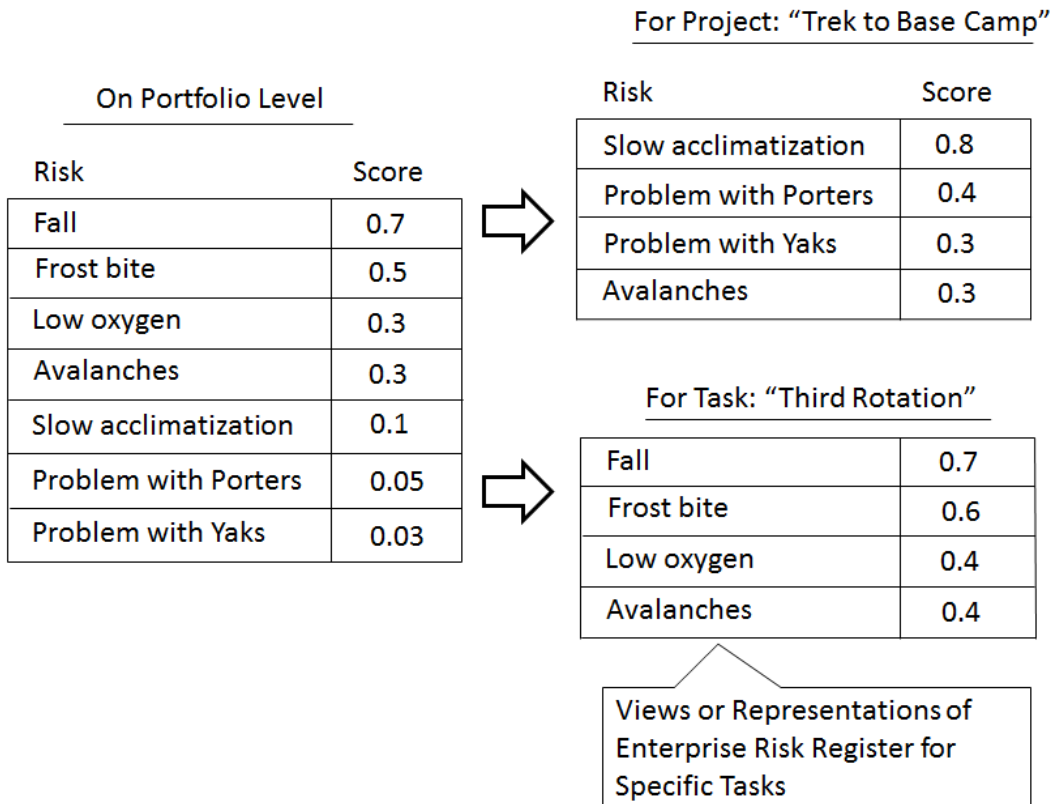 On Portfolio Level
Risk Score
Fall 0.7
Frost bite 0.5
Low oxygen 0.3
Avalanches 0.3
Slow acclimatization 0.1
Problem with Porters 0.05
Problem with Yaks 0.03
For Project: “Trek to Base Camp”
Risk Score
Slow acclimatization 0.8
Problem with Porters 0.4
Problem with Yaks 0.3
Avalanches 0.3
For Task: “Third Rotation”
Fall 0.7
Frost bite 0.6
Low oxygen 0.4
Avalanches 0.4
Views or Representations of
Enterprise Risk Register for
Specific Tasks